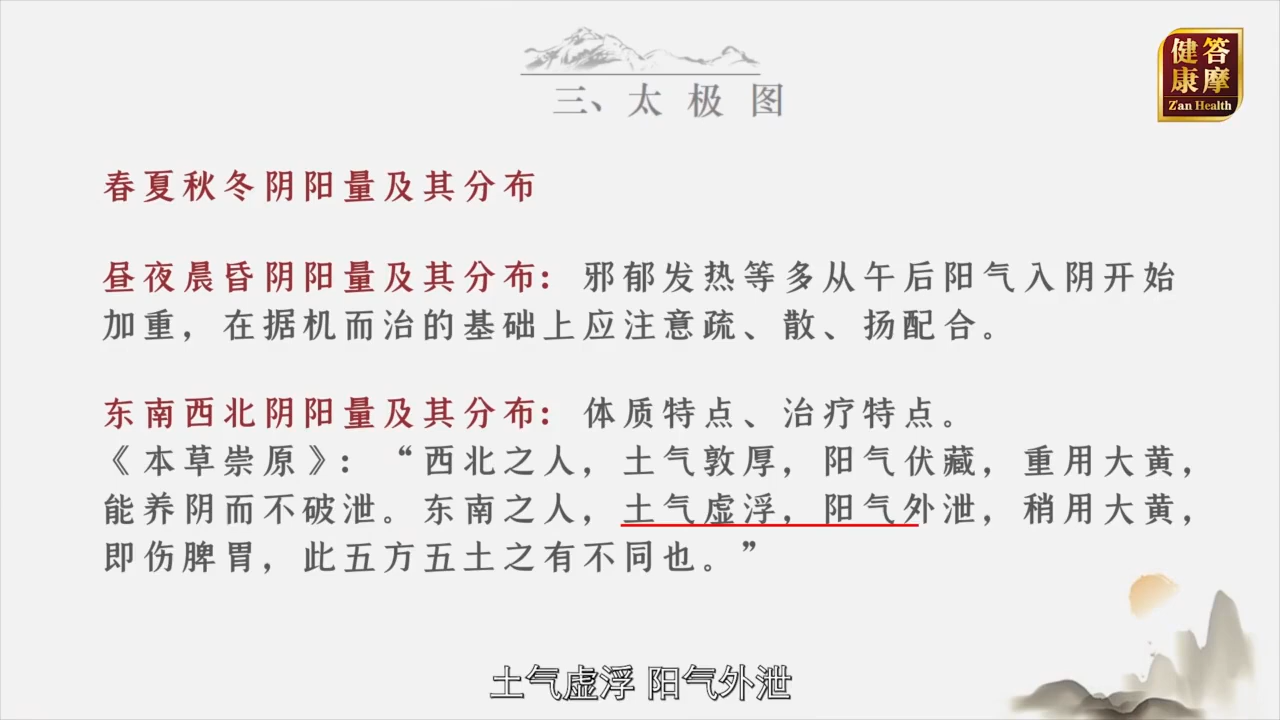 三、太极图
健答
康摩
Zan Health
春夏秋冬阴阳量及其分布
昼夜晨昏阴阳量及其分布：邪郁发热等多从午后阳气入阴开始
加重，在据机而治的基础上应注意疏、散、扬配合。
东南西北阴阳量及其分布：体质特点、治疗特点。
《本草崇原》：“西北之人，土气敦厚，阳气伏藏，重用大黄，
能养阴而不破泄。东南之人，土气虚浮，阳气外泄，稍用大黄，
即伤脾胃，此五方五土之有不同也。”
土气虚浮 阳气外泄